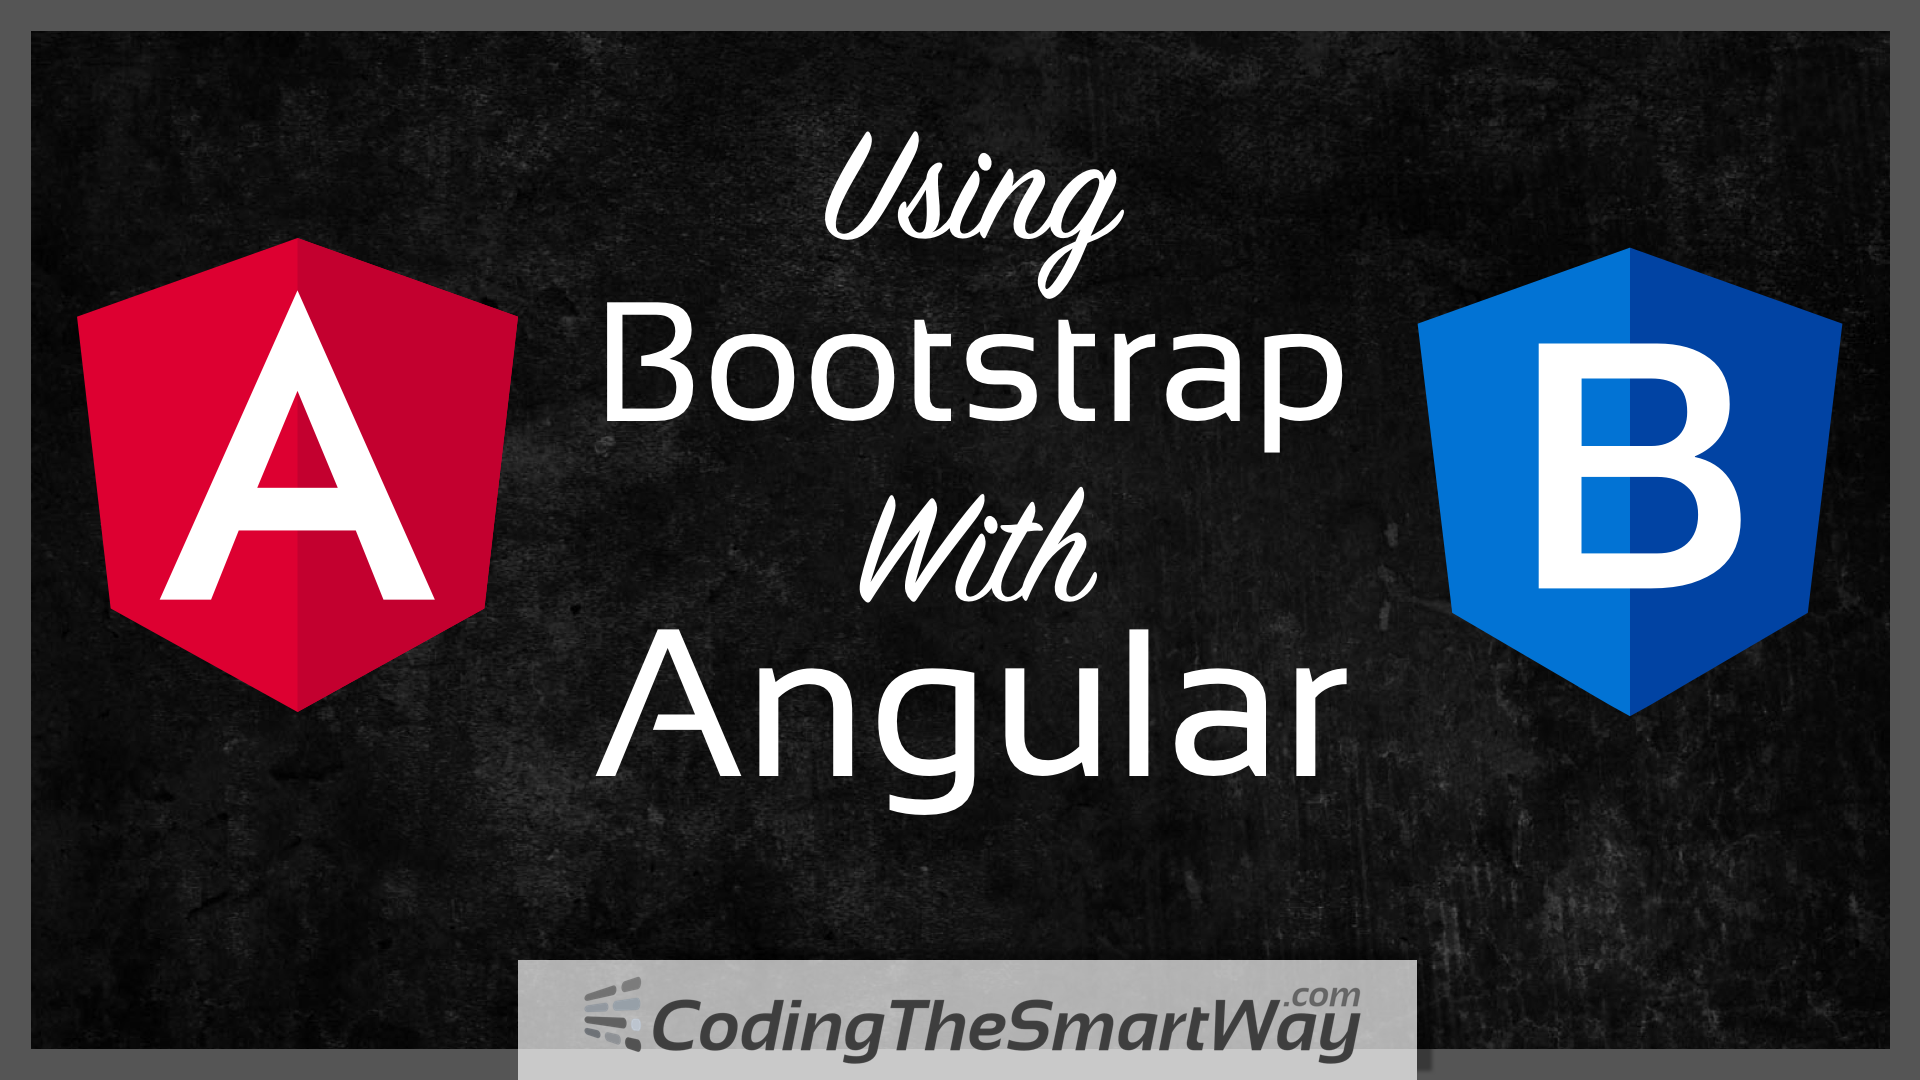 Using
Bootstrap
With
Angular
A
B
CodingTheSmartWay.com